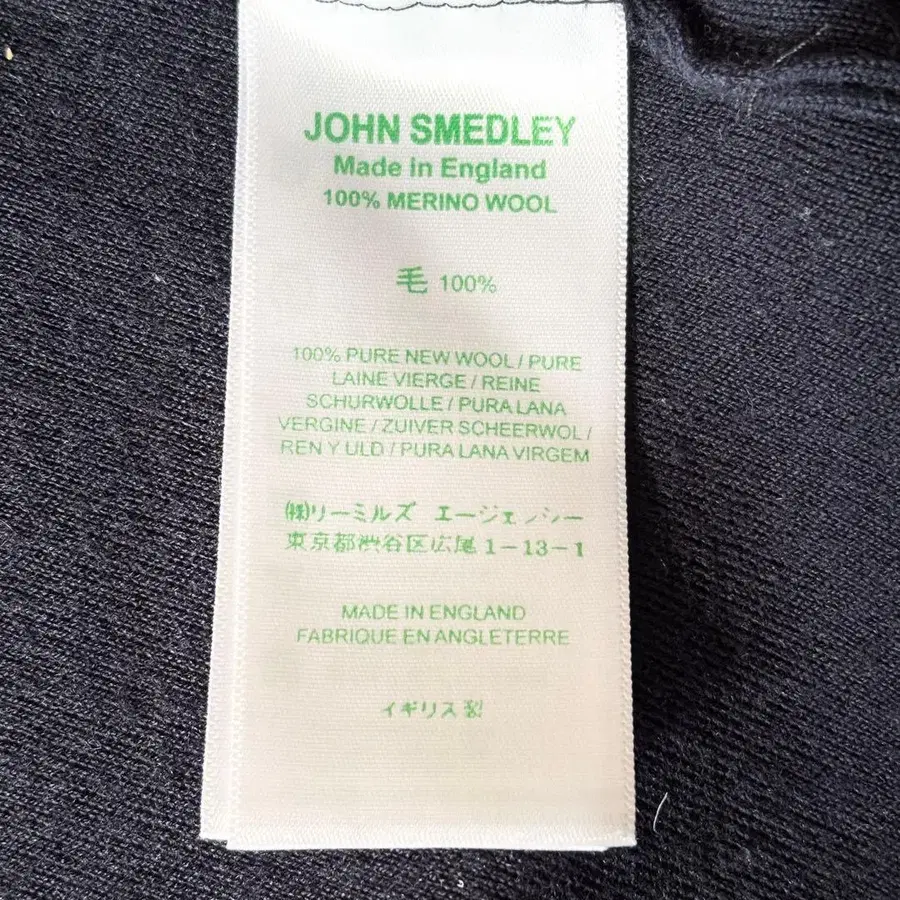 JOHN SMEDLEY
Made in England
100% MERINO WOOL
毛 100%
100% PURE NEW WOOL / PURE
LAINE VIERGE / REINE
SCHURWOLLE / PURA LANA
VERGINE / ZUIVER SCHEERWOL /
REN Y ULD / PURA LANA VIRGEM
㈱リーミルズ エージェンシー
東京都渋谷区広尾1-13-1
MADE IN ENGLAND
FABRIQUE EN ANGLETERRE
イギリス製